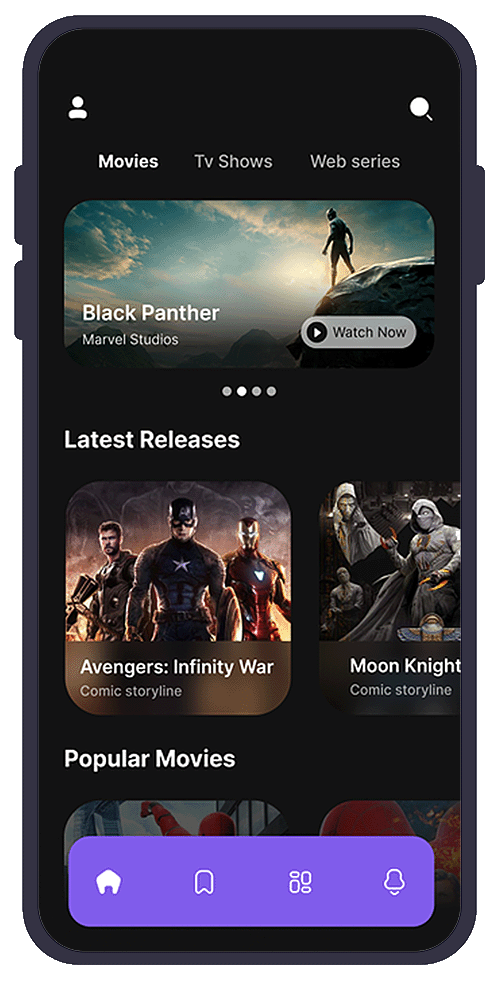 Movies Tv Shows Web series
Black Panther
Marvel Studios
Watch Now
Latest Releases
Avengers: Infinity War
Comic storyline
Moon Knight
Comic storyline
Popular Movies